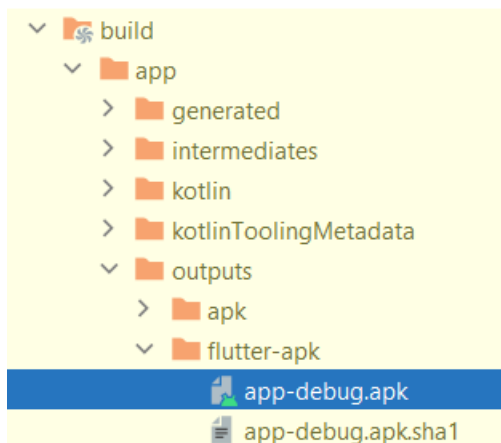 build
app
generated
intermediates
kotlin
kotlinToolingMetadata
outputs
apk
flutter-apk
app-debug.apk
app-debug.apk.sha1